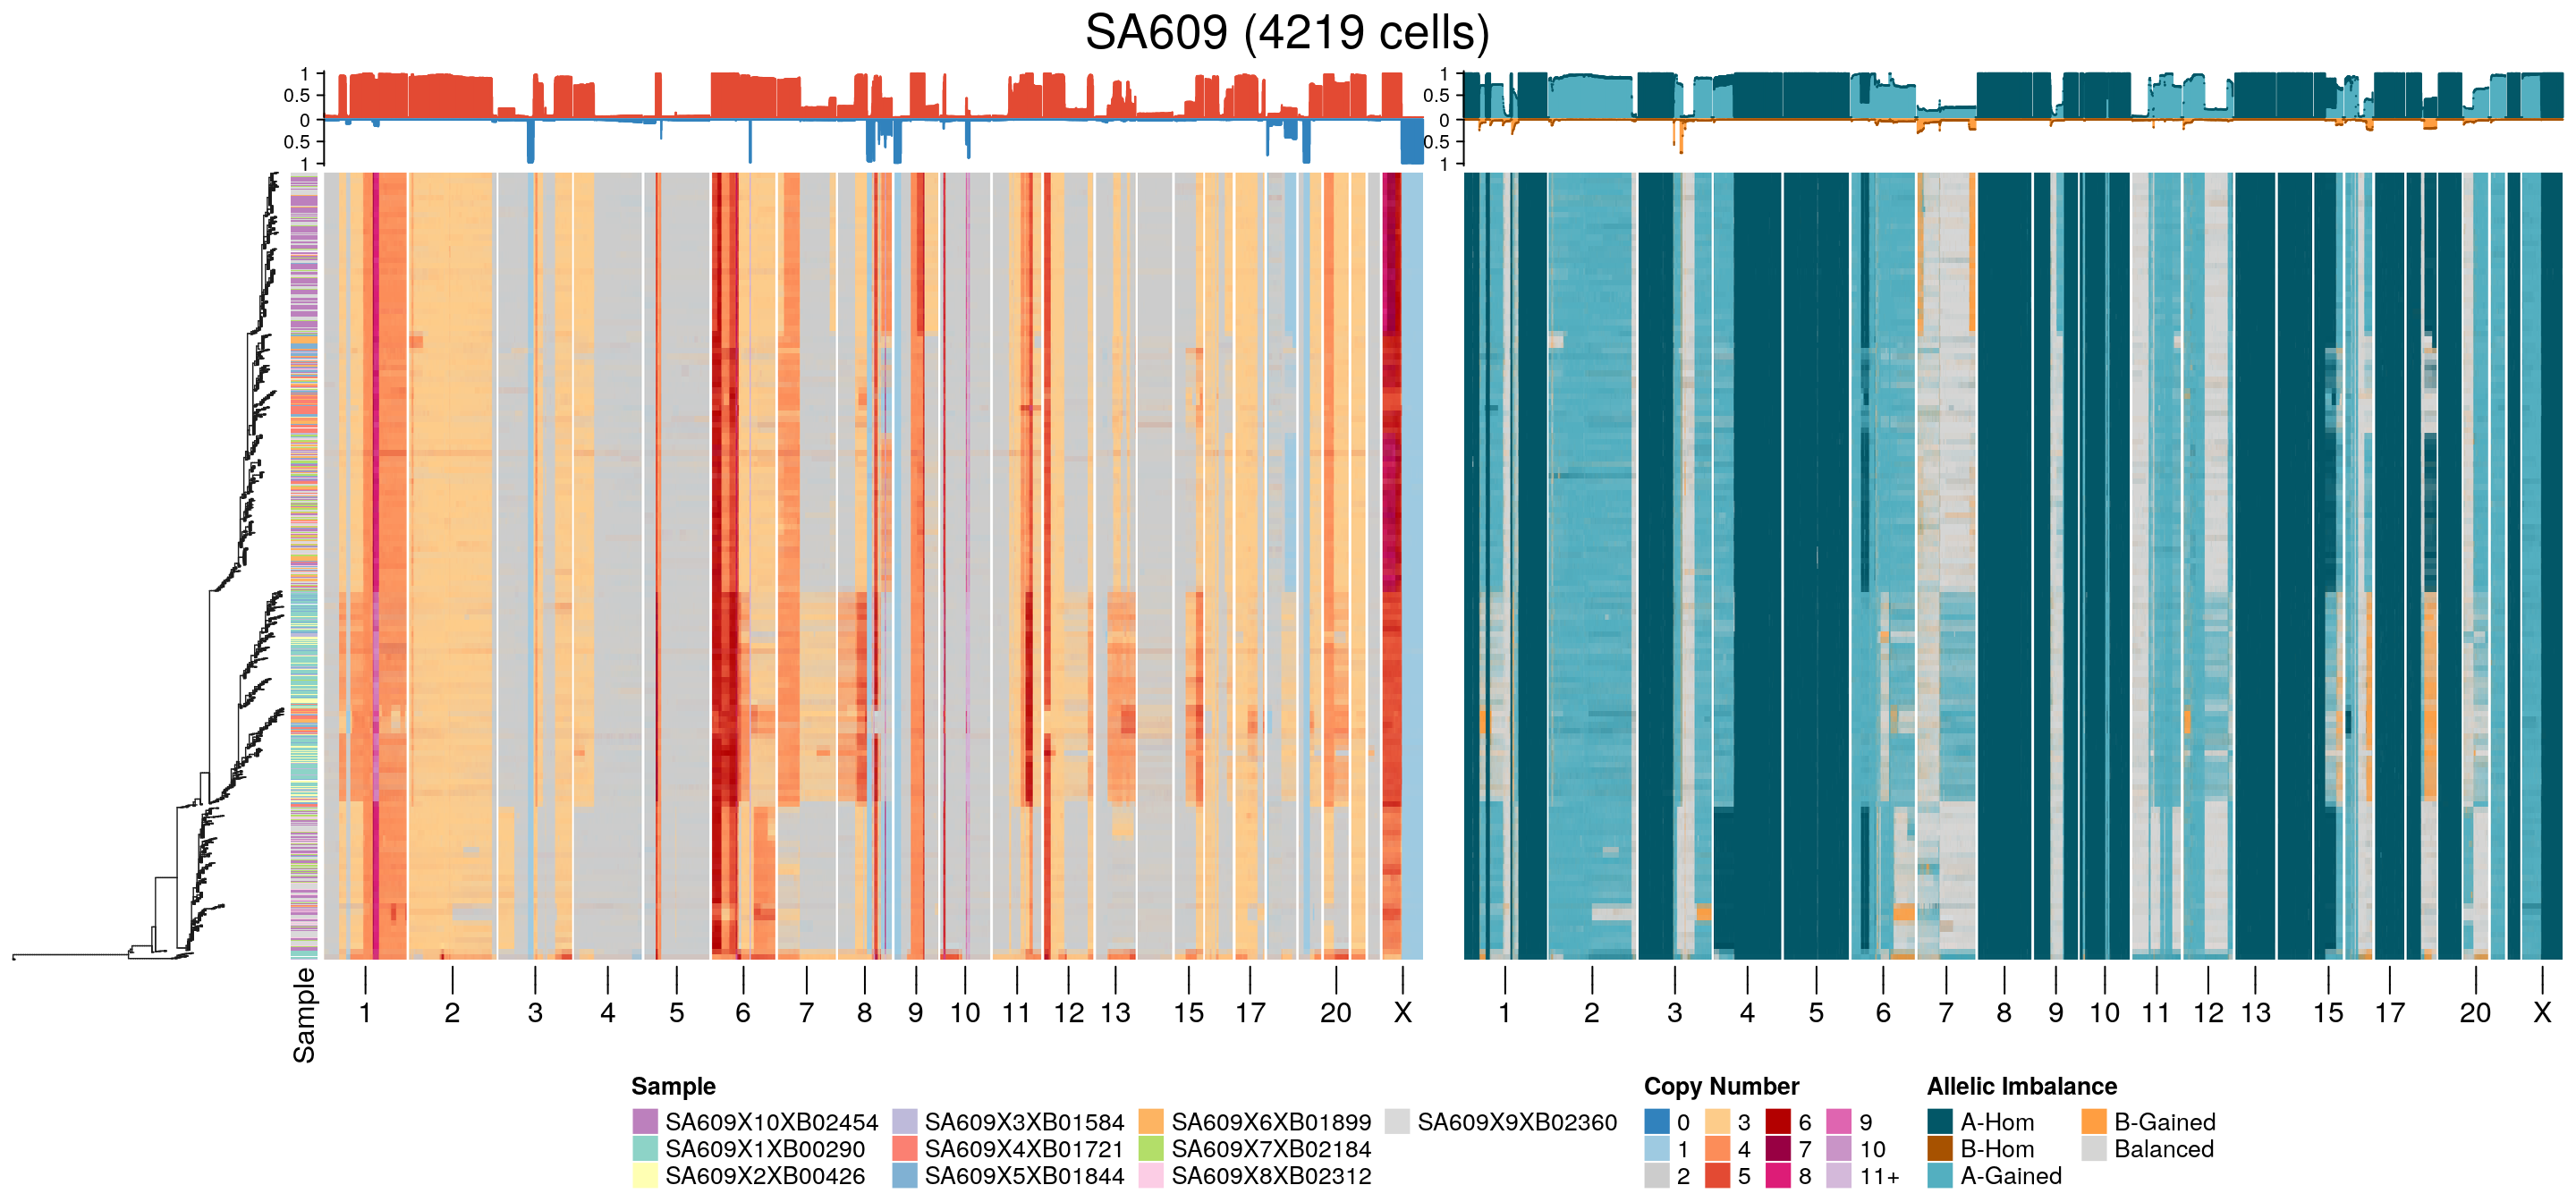 SA609 (4219 cells)
1 1
0.5 0.5
0 0
0.5 0.5
1 1
Sample
1 2 3 4 5 6 7 8 9 10 11 12 13 15 17 20 X
1 2 3 4 5 6 7 8 9 10 11 12 13 15 17 20 X
Sample Copy Number Allelic Imbalance
SA609X10XB02454 SA609X3XB01584 SA609X6XB01899 SA609X9XB02360 0 3 6 9 A-Hom B-Gained
SA609X1XB00290 SA609X4XB01721 SA609X7XB02184 1 4 7 10 B-Hom Balanced
SA609X2XB00426 SA609X5XB01844 SA609X8XB02312 2 5 8 11+ A-Gained